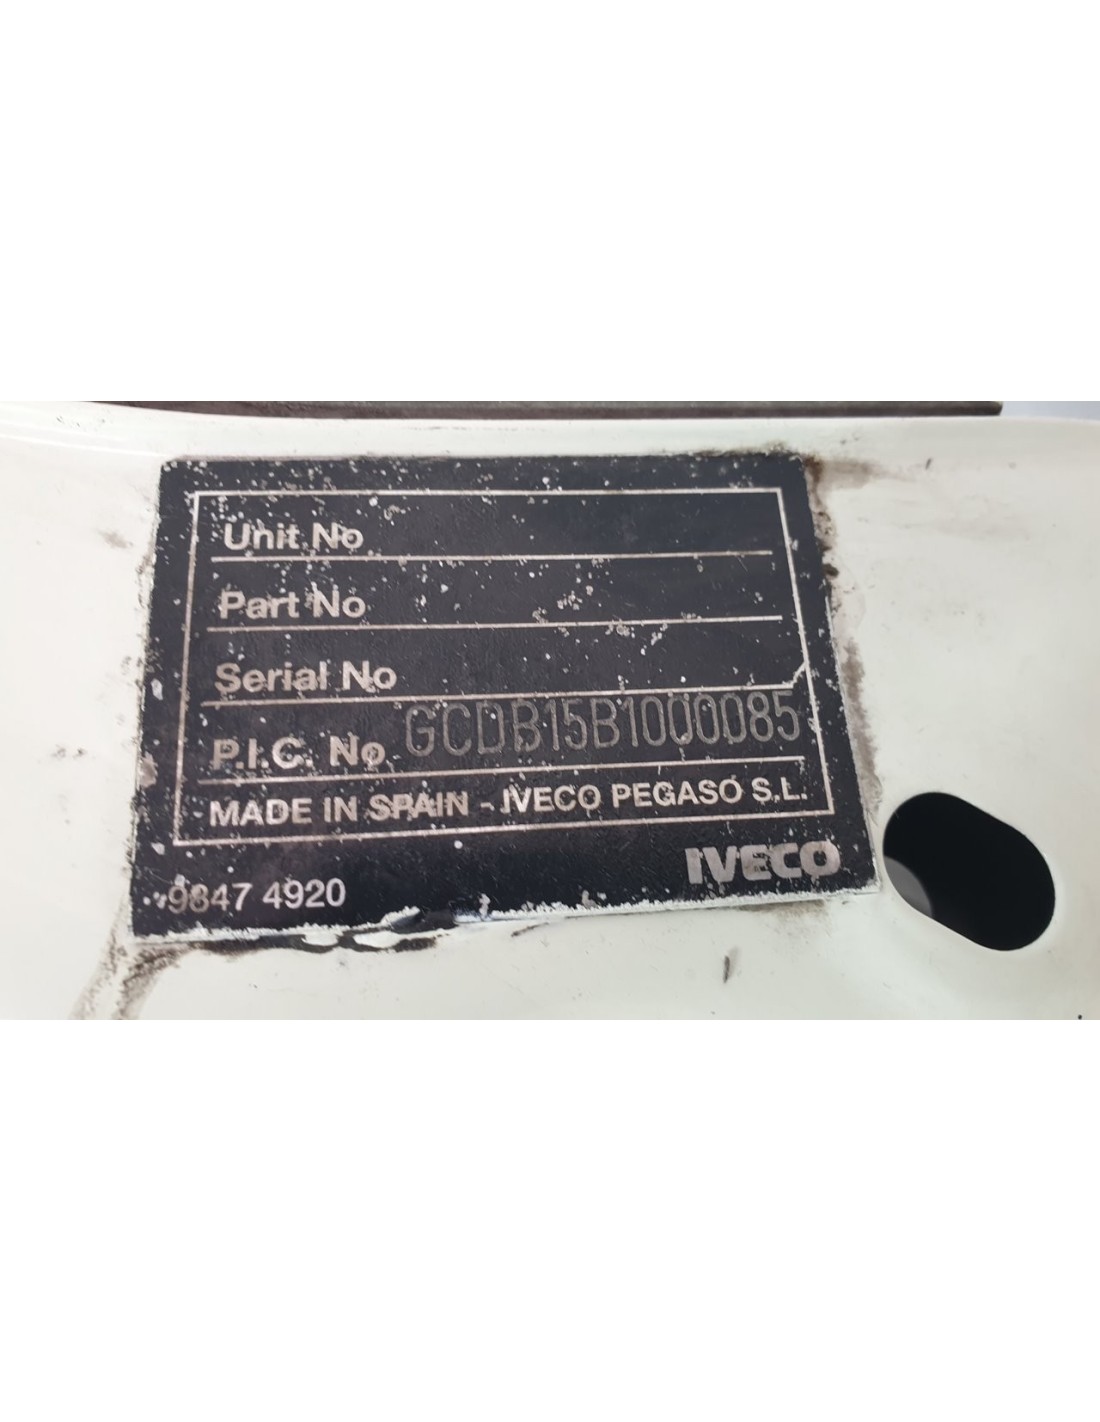 Unit No
Part No
Serial No
P.I.C. No GCDB15B1000085
MADE IN SPAIN - IVECO PEGASO S.L.
IVECO
9847 4920